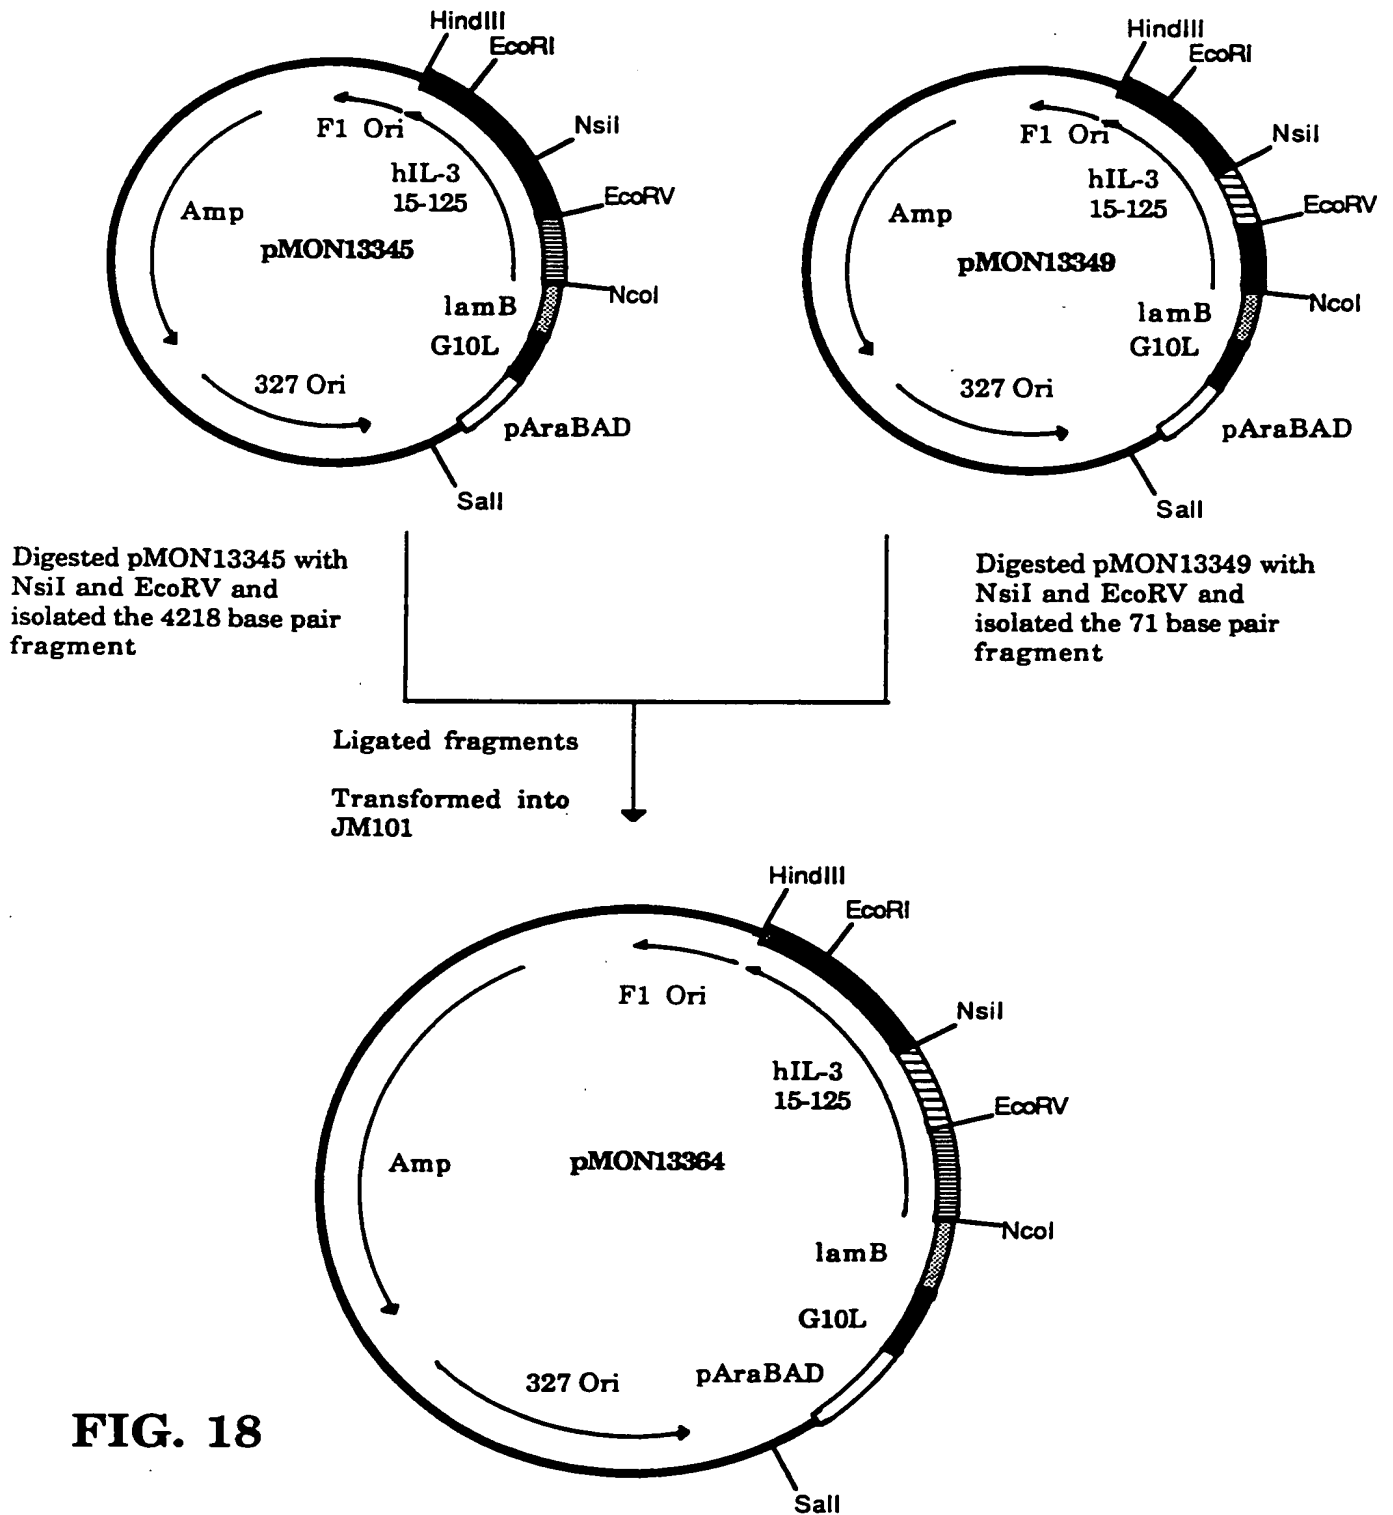 HindIII
EcoRI
NsiI
EcoRV
NcoI
F1 Ori
hIL-3
15-125
Amp
pMON13345
lamB
G10L
327 Ori
pAraBAD
SalI
HindIII
EcoRI
NsiI
EcoRV
NcoI
F1 Ori
hIL-3
15-125
Amp
pMON13349
lamB
G10L
327 Ori
pAraBAD
SalI
Digested pMON13345 with
NsiI and EcoRV and
isolated the 4218 base pair
fragment
Digested pMON13349 with
NsiI and EcoRV and
isolated the 71 base pair
fragment
Ligated fragments
Transformed into
JM101
HindIII
EcoRI
NsiI
EcoRV
NcoI
F1 Ori
hIL-3
15-125
Amp
pMON13364
lamB
G10L
pAraBAD
327 Ori
SalI
FIG. 18